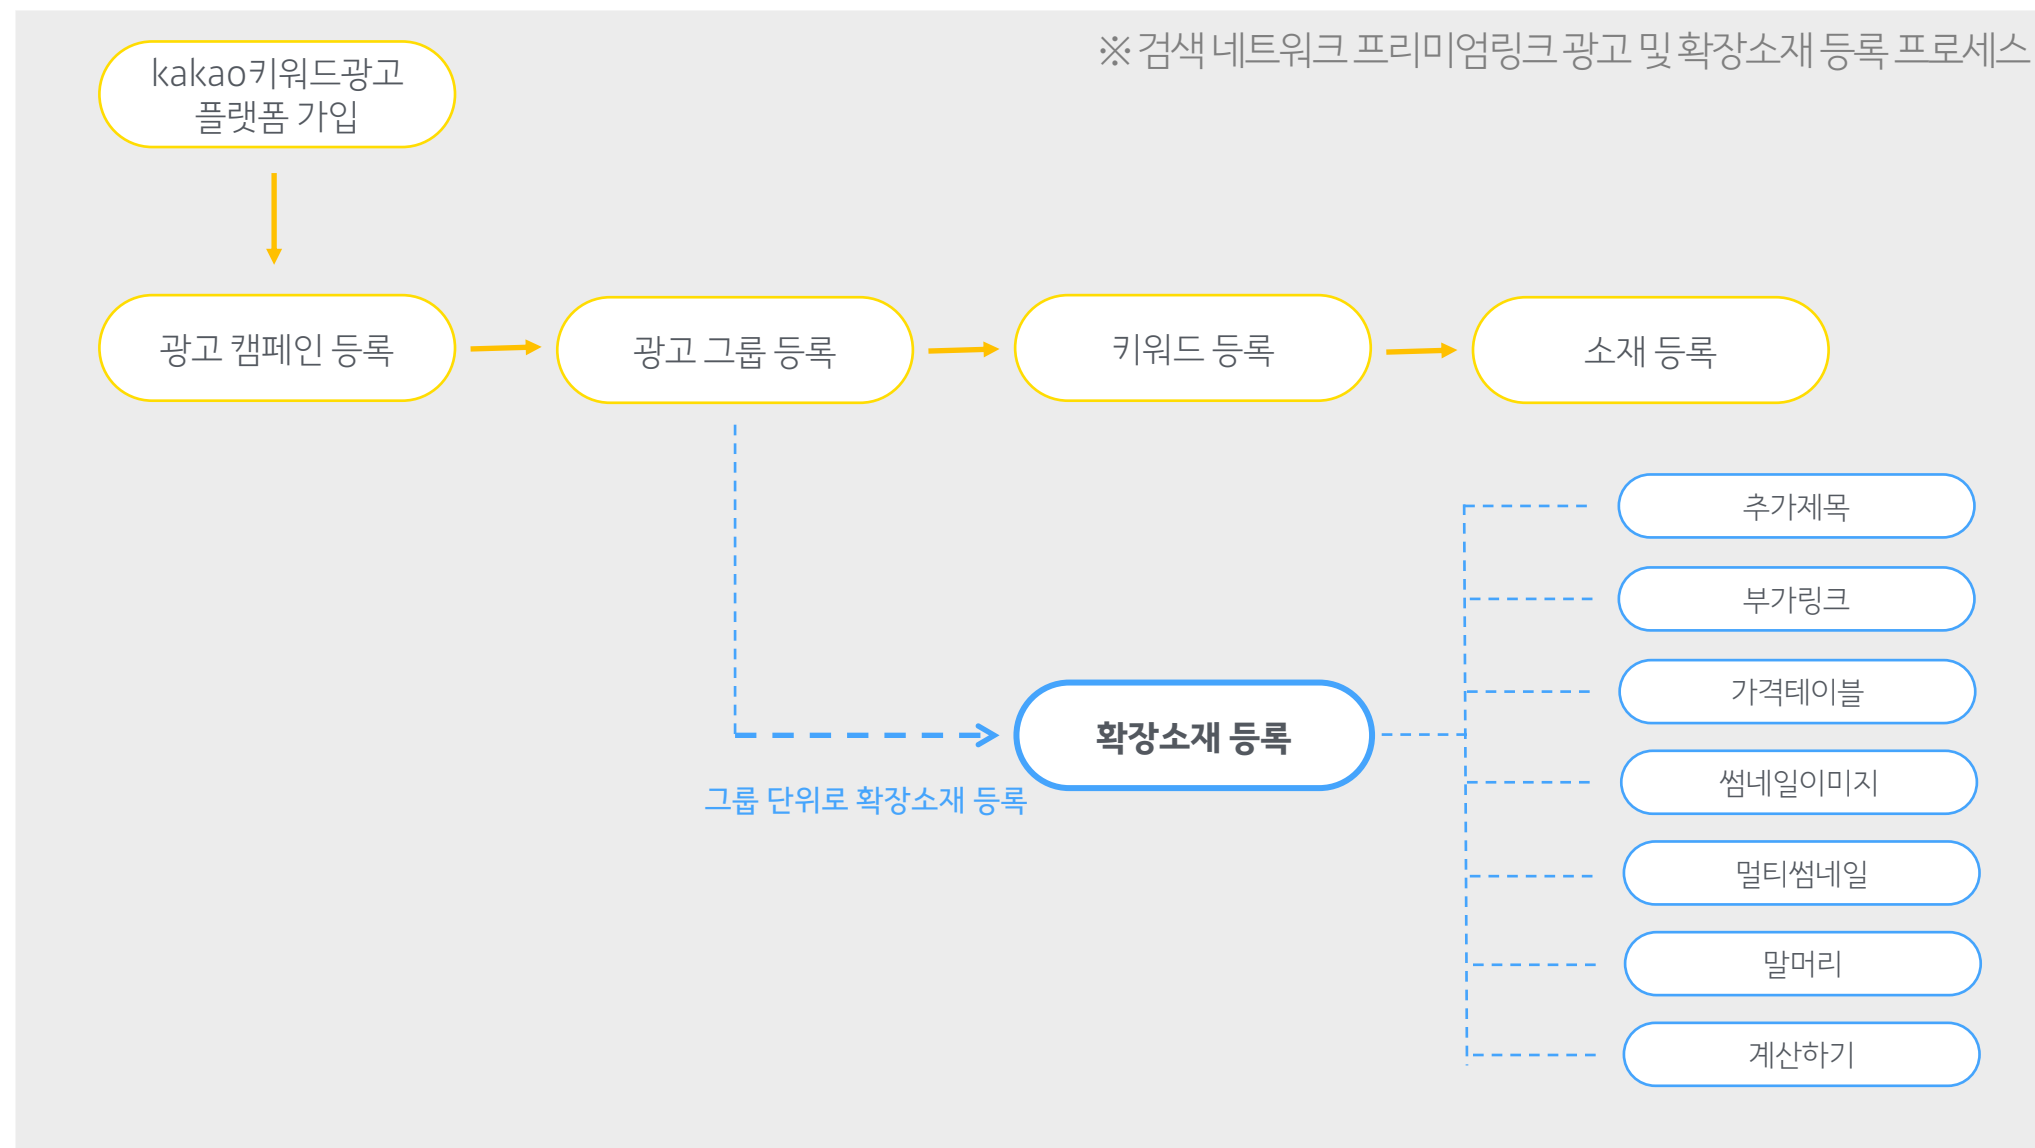 ※ 검색 네트워크 프리미엄링크 광고 및 확장소재 등록 프로세스
kakao키워드광고
플랫폼 가입
광고 캠페인 등록
광고 그룹 등록
키워드 등록
소재 등록
추가제목
부가링크
가격테이블
확장소재 등록
그룹 단위로 확장소재 등록
썸네일이미지
멀티썸네일
말머리
계산하기